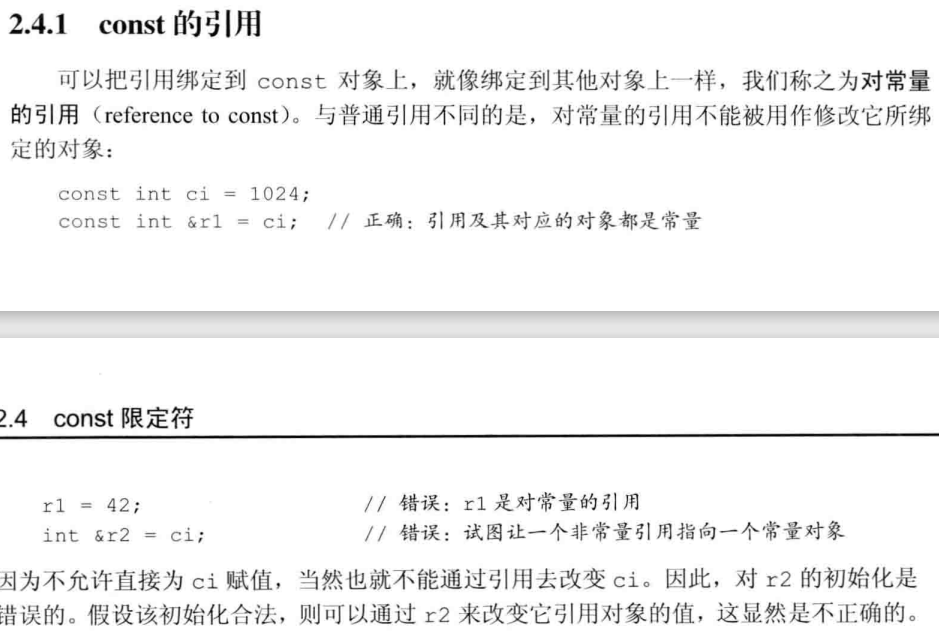 2.4.1 const 的引用
可以把引用绑定到 const 对象上，就像绑定到其他对象上一样，我们称之为对常量
的引用（reference to const）。与普通引用不同的是，对常量的引用不能被用作修改它所绑
定的对象：
const int ci = 1024;
const int &r1 = ci; // 正确：引用及其对应的对象都是常量
2.4 const 限定符
r1 = 42; // 错误：r1 是对常量的引用
int &r2 = ci; // 错误：试图让一个非常量引用指向一个常量对象
因为不允许直接为 ci 赋值，当然也就不能通过引用去改变 ci。因此，对 r2 的初始化是
错误的。假设该初始化合法，则可以通过 r2 来改变它引用对象的值，这显然是不正确的。